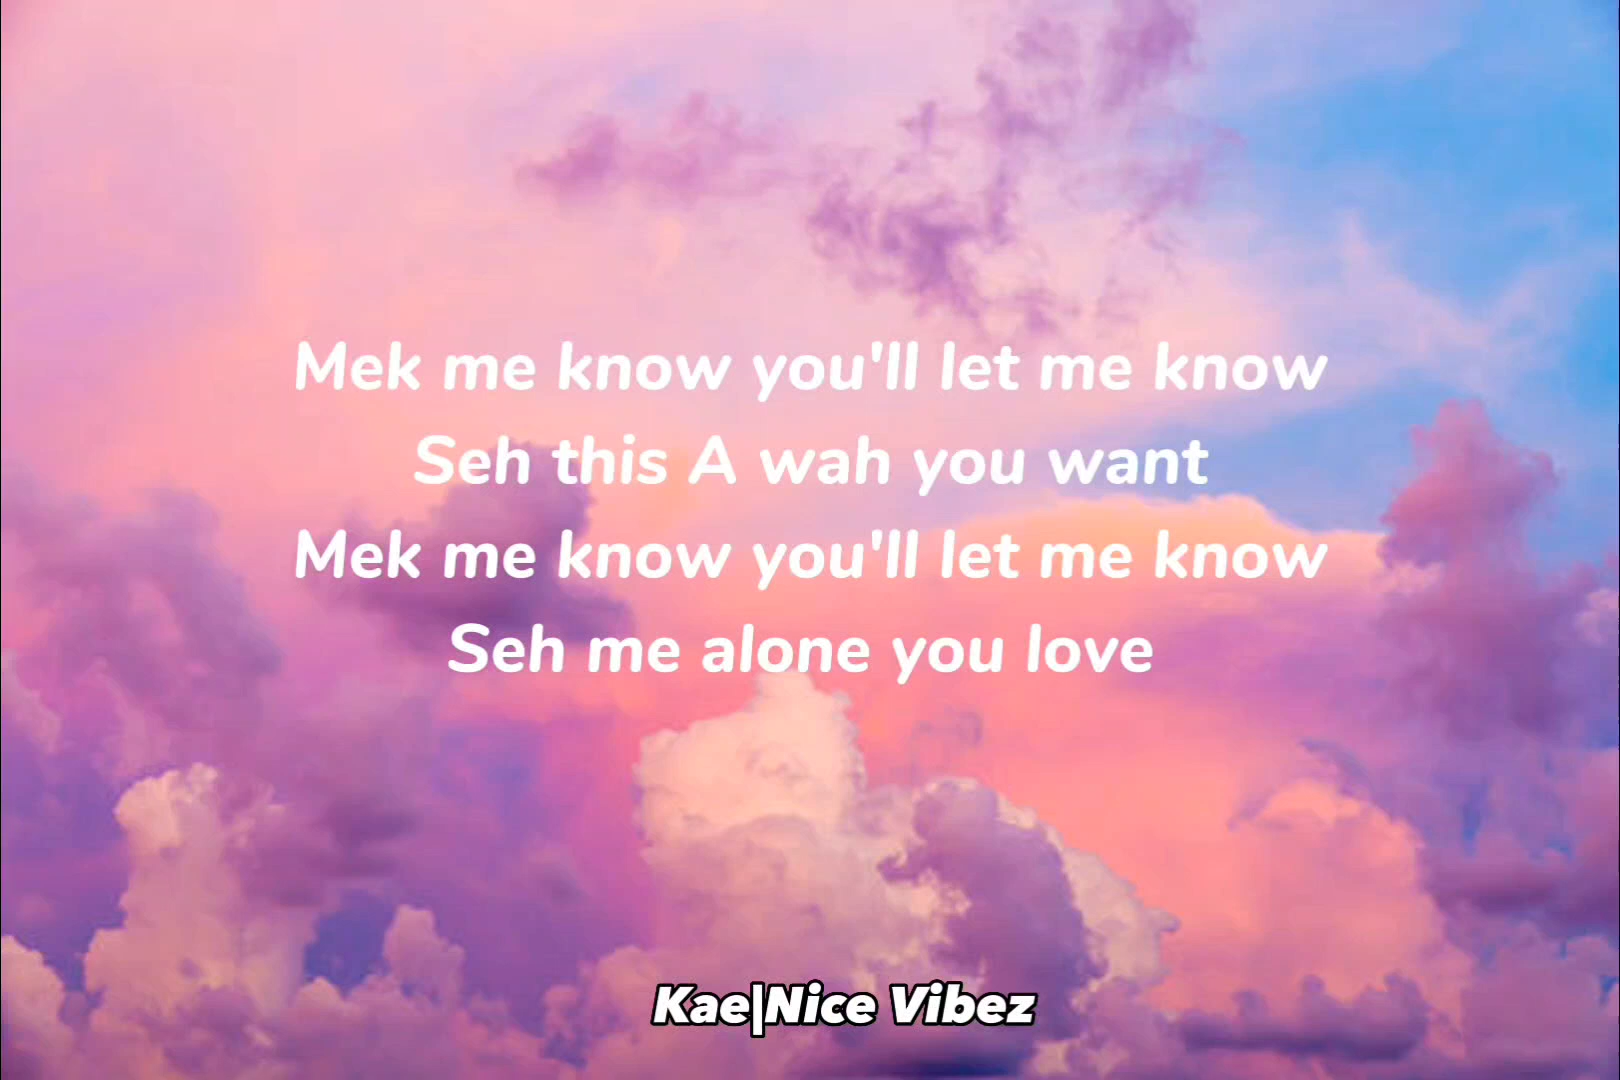 Mek me know you'll let me know
Seh this A wah you want
Mek me know you'll let me know
Seh me alone you love
Kae|Nice Vibez